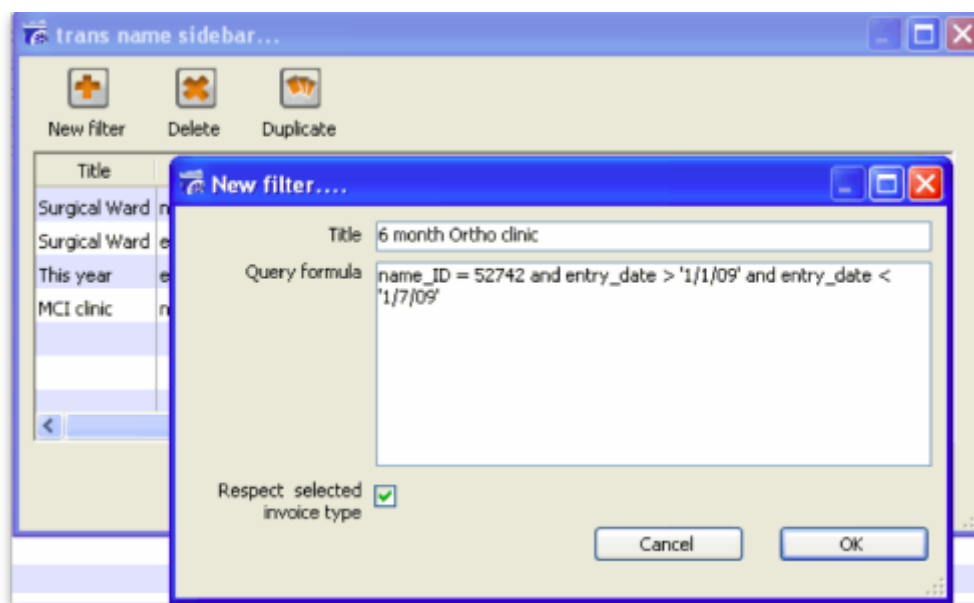 trans name sidebar...
New filter
Delete
Duplicate
Title
Surgical Ward n
Surgical Ward e
This year e
MCI clinic n
New filter....
Title 6 month Ortho clinic
Query formula name_ID = 52742 and entry_date > '1/1/09' and entry_date <
'1/7/09'
Respect selected
invoice type
Cancel
OK